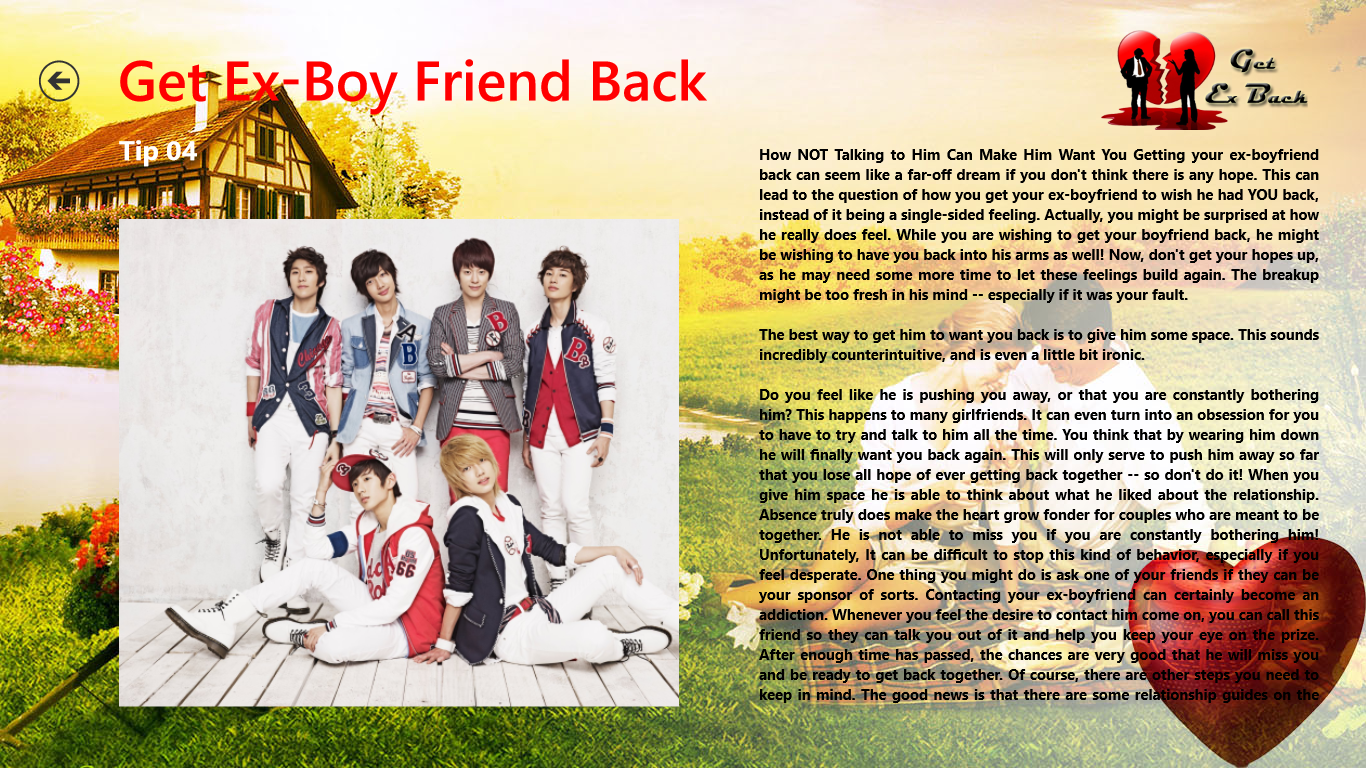 Get Ex-Boy Friend Back
Get
Ex Back
Tip 04
How NOT Talking to Him Can Make Him Want You Getting your ex-boyfriend
back can seem like a far-off dream if you don't think there is any hope. This can
lead to the question of how you get your ex-boyfriend to wish he had YOU back,
instead of it being a single-sided feeling. Actually, you might be surprised at how
he really does feel. While you are wishing to get your boyfriend back, he might
be wishing to have you back into his arms as well! Now, don't get your hopes up,
as he may need some more time to let these feelings build again. The breakup
might be too fresh in his mind -- especially if it was your fault.
The best way to get him to want you back is to give him some space. This sounds
incredibly counterintuitive, and is even a little bit ironic.
Do you feel like he is pushing you away, or that you are constantly bothering
him? This happens to many girlfriends. It can even turn into an obsession for you
to have to try and talk to him all the time. You think that by wearing him down
he will finally want you back again. This will only serve to push him away so far
that you lose all hope of ever getting back together -- so don't do it! When you
give him space he is able to think about what he liked about the relationship.
Absence truly does make the heart grow fonder for couples who are meant to be
together. He is not able to miss you if you are constantly bothering him!
Unfortunately, It can be difficult to stop this kind of behavior, especially if you
feel desperate. One thing you might do is ask one of your friends if they can be
your sponsor of sorts. Contacting your ex-boyfriend can certainly become an
addiction. Whenever you feel the desire to contact him come on, you can call this
friend so they can talk you out of it and help you keep your eye on the prize.
After enough time has passed, the chances are very good that he will miss you
and be ready to get back together. Of course, there are other steps you need to
keep in mind. The good news is that there are some relationship guides on the
A
B
B
B
3
66